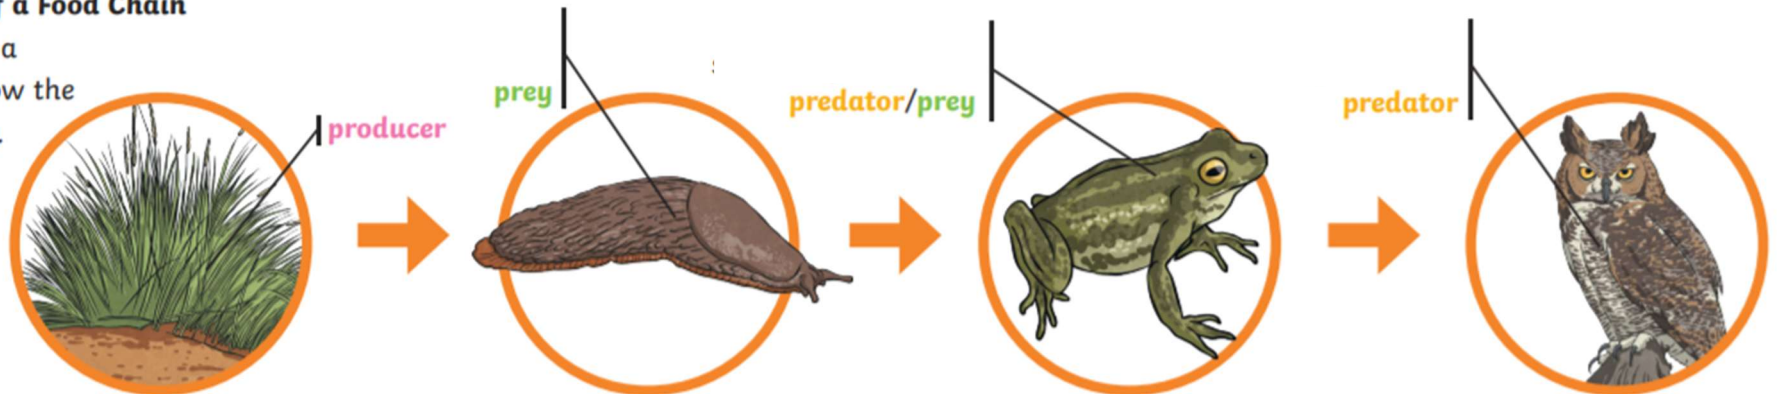 a Food Chain
a
the
producer
prey
predator/prey
predator